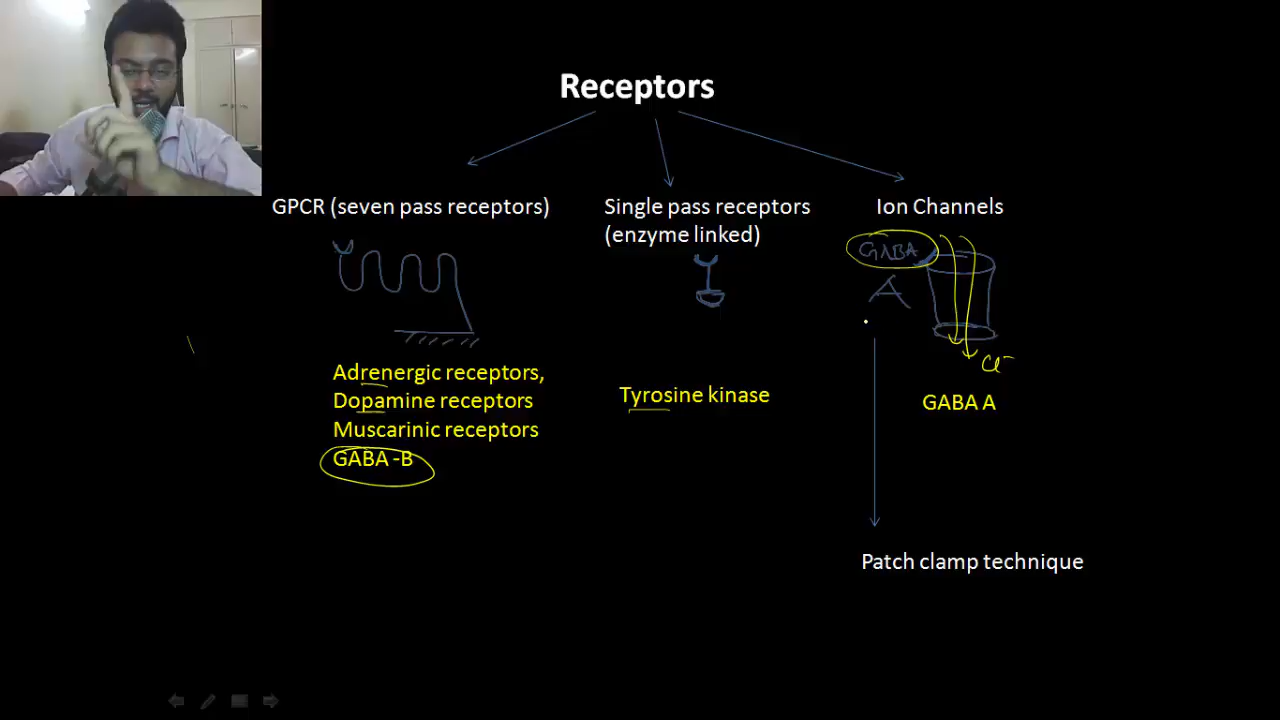 Receptors
GPCR (seven pass receptors)
Single pass receptors
(enzyme linked)
Ion Channels
GABA
A
Cl⁻
Adrenergic receptors,
Dopamine receptors
Muscarinic receptors
GABA -B
Tyrosine kinase
GABA A
Patch clamp technique